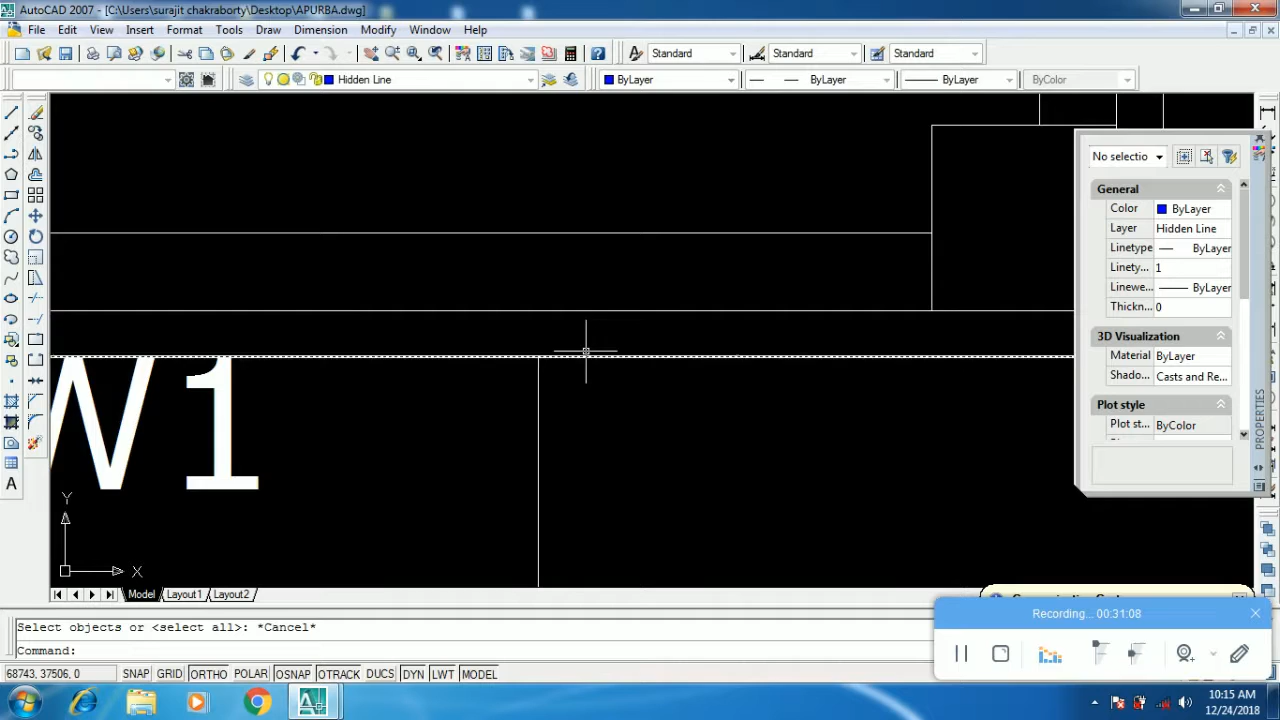 AutoCAD 2007 - [C:\Users\surajit chakraborty\Desktop\APURBA.dwg]
File Edit View Insert Format Tools Draw Dimension Modify Window Help
Standard Standard Standard
Hidden Line ByLayer ByLayer ByLayer ByColor
No selectio
General
Color ByLayer
Layer Hidden Line
Linetype ByLayer
Linety... 1
Linewe... ByLayer
Thickn... 0
3D Visualization
Material ByLayer
Shado... Casts and Re...
Plot style
Plot st... ByColor
PROPERTIES
W1
Y
X
Model Layout1 Layout2
Select objects or <select all>: *Cancel*
Command:
Recording... 00:31:08
68743, 37506, 0 SNAP GRID ORTHO POLAR OSNAP OTRACK DUCS DYN LWT MODEL
10:15 AM
12/24/2018